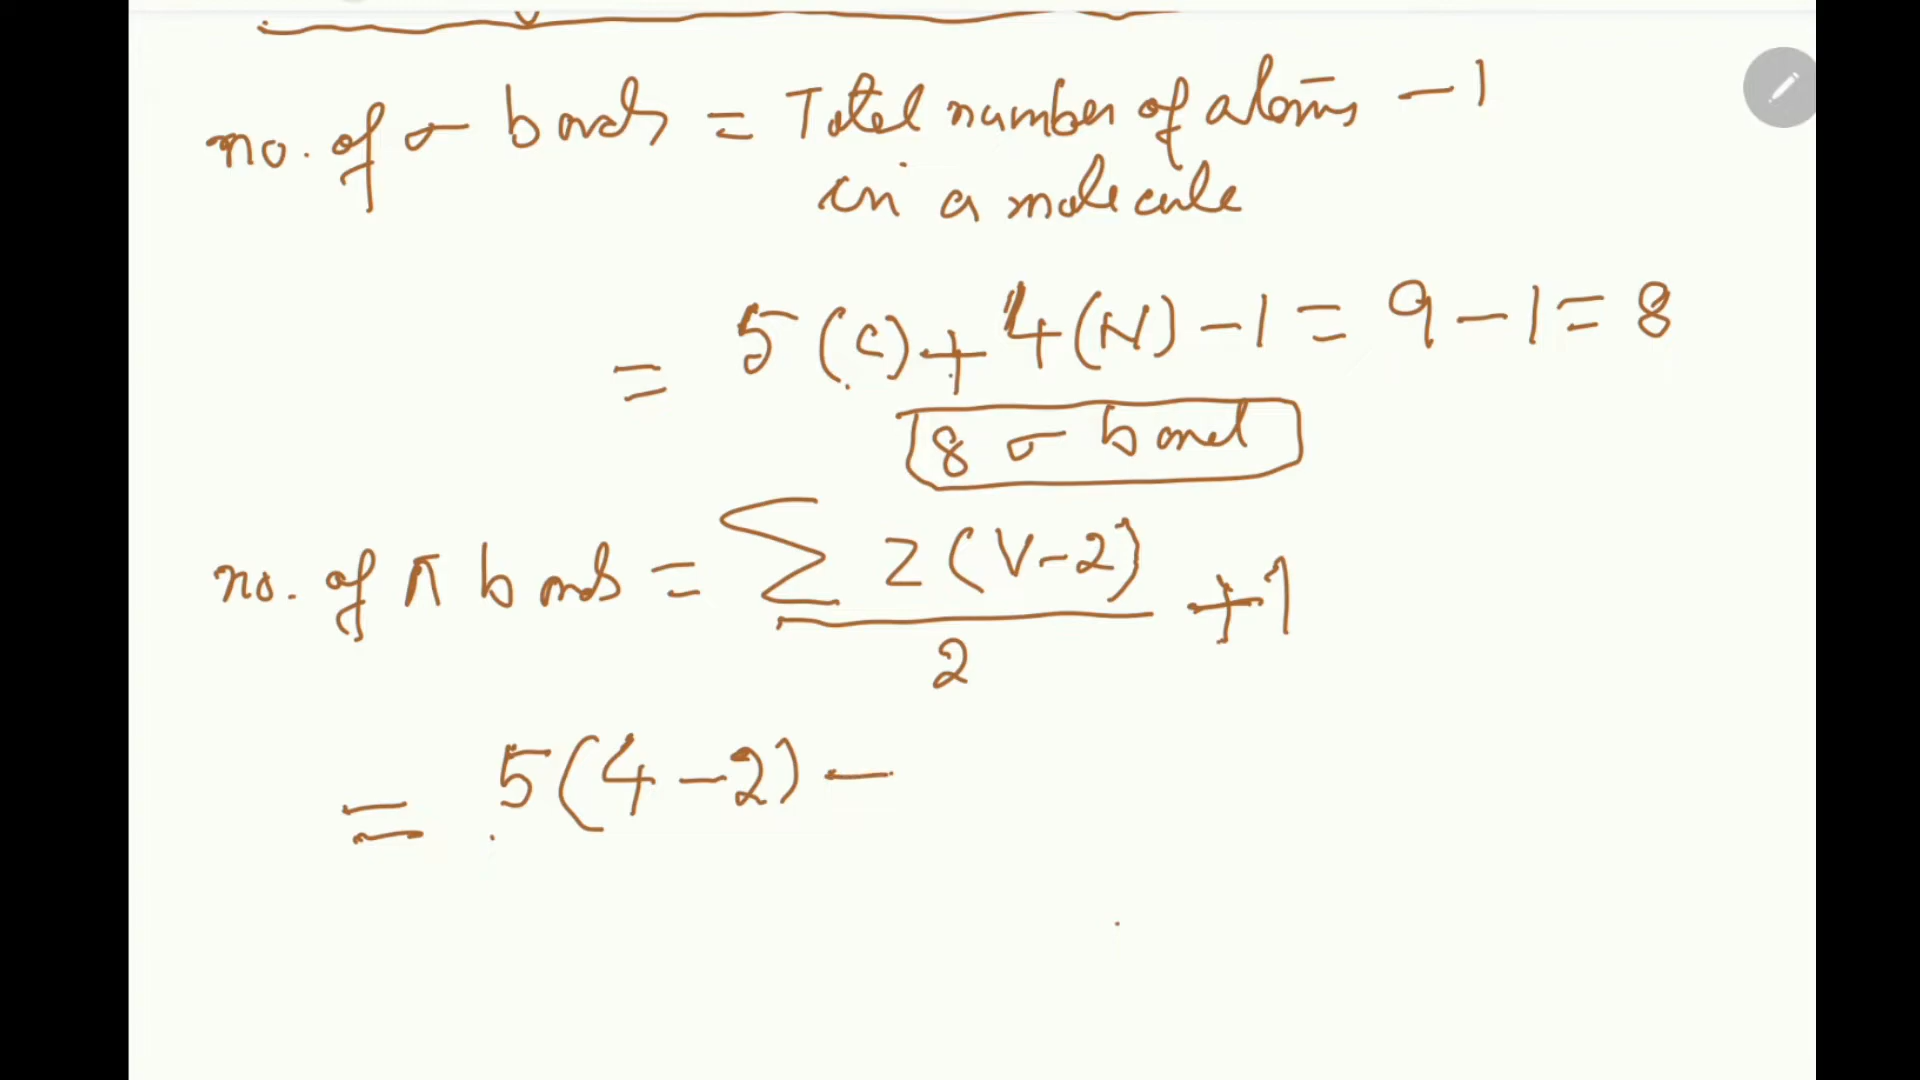 no. of σ bonds = Total number of atoms - 1
in a molecule
= 5(C) + 4(N) - 1 = 9 - 1 = 8
8 σ bond
no. of π bonds = ∑ Z(V-2) / 2 + 1
= 5(4-2) -